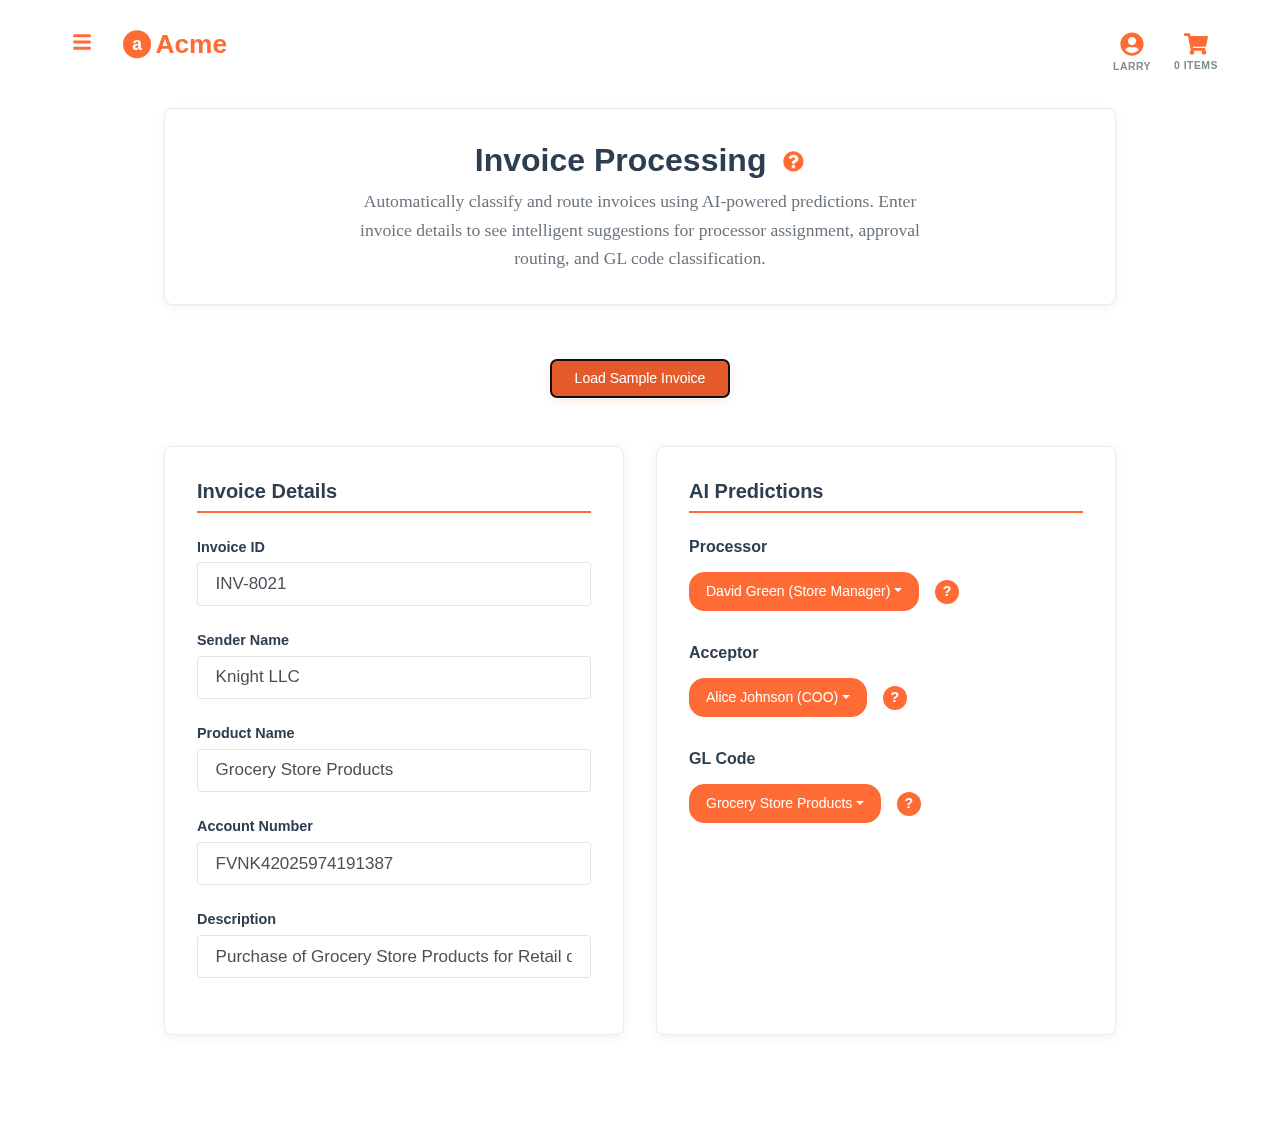 a Acme
LARRY
0 ITEMS
Invoice Processing ?
Automatically classify and route invoices using AI-powered predictions. Enter
invoice details to see intelligent suggestions for processor assignment, approval
routing, and GL code classification.
Load Sample Invoice
Invoice Details
Invoice ID
INV-8021
Sender Name
Knight LLC
Product Name
Grocery Store Products
Account Number
FVNK42025974191387
Description
Purchase of Grocery Store Products for Retail
AI Predictions
Processor
David Green (Store Manager) ?
Acceptor
Alice Johnson (COO) ?
GL Code
Grocery Store Products ?